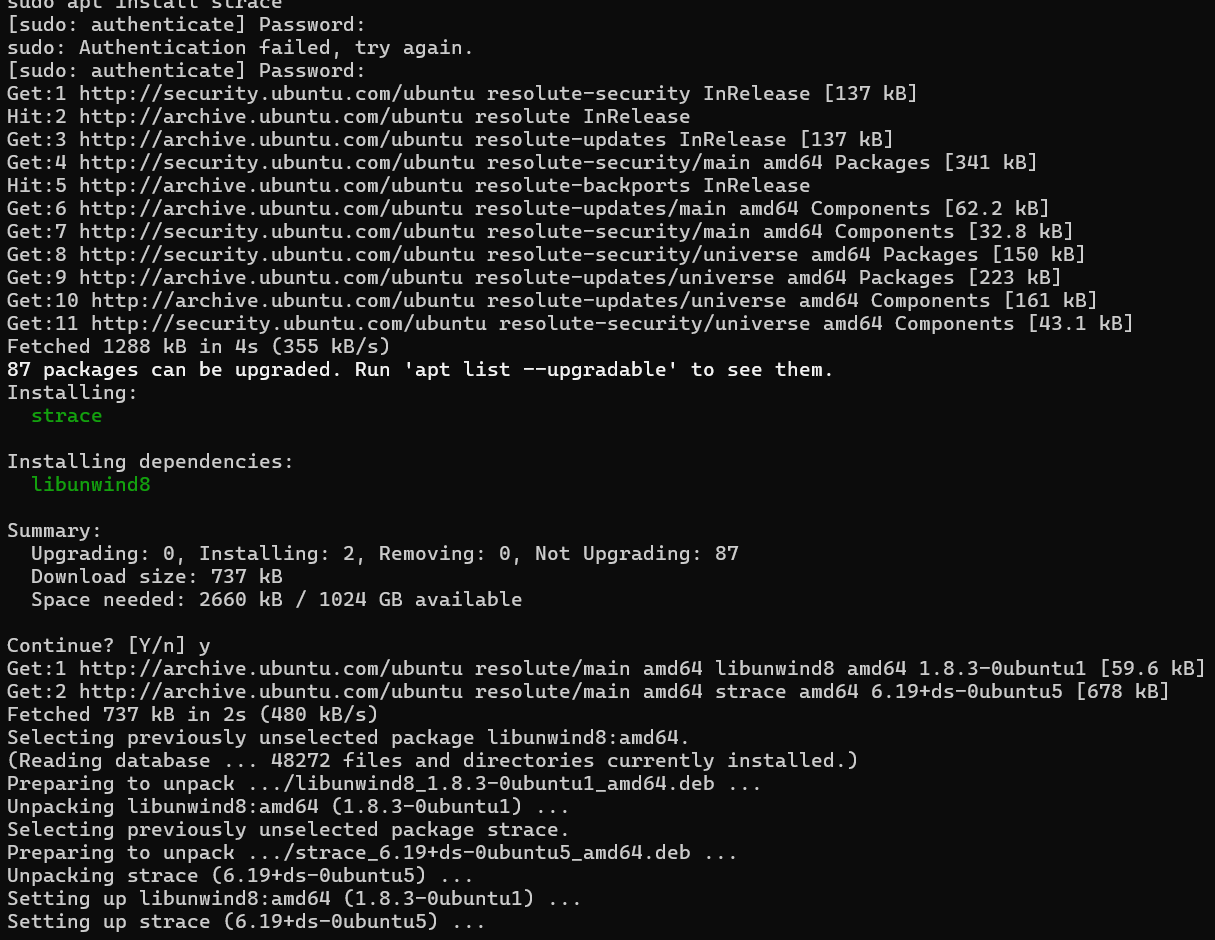 sudo apt install strace
[sudo: authenticate] Password:
sudo: Authentication failed, try again.
[sudo: authenticate] Password:
Get:1 http://security.ubuntu.com/ubuntu resolute-security InRelease [137 kB]
Hit:2 http://archive.ubuntu.com/ubuntu resolute InRelease
Get:3 http://archive.ubuntu.com/ubuntu resolute-updates InRelease [137 kB]
Get:4 http://security.ubuntu.com/ubuntu resolute-security/main amd64 Packages [341 kB]
Hit:5 http://archive.ubuntu.com/ubuntu resolute-backports InRelease
Get:6 http://archive.ubuntu.com/ubuntu resolute-updates/main amd64 Components [62.2 kB]
Get:7 http://security.ubuntu.com/ubuntu resolute-security/main amd64 Components [32.8 kB]
Get:8 http://security.ubuntu.com/ubuntu resolute-security/universe amd64 Packages [150 kB]
Get:9 http://archive.ubuntu.com/ubuntu resolute-updates/universe amd64 Packages [223 kB]
Get:10 http://archive.ubuntu.com/ubuntu resolute-updates/universe amd64 Components [161 kB]
Get:11 http://security.ubuntu.com/ubuntu resolute-security/universe amd64 Components [43.1 kB]
Fetched 1288 kB in 4s (355 kB/s)
87 packages can be upgraded. Run 'apt list --upgradable' to see them.
Installing:
  strace

Installing dependencies:
  libunwind8

Summary:
  Upgrading: 0, Installing: 2, Removing: 0, Not Upgrading: 87
  Download size: 737 kB
  Space needed: 2660 kB / 1024 GB available

Continue? [Y/n] y
Get:1 http://archive.ubuntu.com/ubuntu resolute/main amd64 libunwind8 amd64 1.8.3-0ubuntu1 [59.6 kB]
Get:2 http://archive.ubuntu.com/ubuntu resolute/main amd64 strace amd64 6.19+ds-0ubuntu5 [678 kB]
Fetched 737 kB in 2s (480 kB/s)
Selecting previously unselected package libunwind8:amd64.
(Reading database ... 48272 files and directories currently installed.)
Preparing to unpack .../libunwind8_1.8.3-0ubuntu1_amd64.deb ...
Unpacking libunwind8:amd64 (1.8.3-0ubuntu1) ...
Selecting previously unselected package strace.
Preparing to unpack .../strace_6.19+ds-0ubuntu5_amd64.deb ...
Unpacking strace (6.19+ds-0ubuntu5) ...
Setting up libunwind8:amd64 (1.8.3-0ubuntu1) ...
Setting up strace (6.19+ds-0ubuntu5) ...